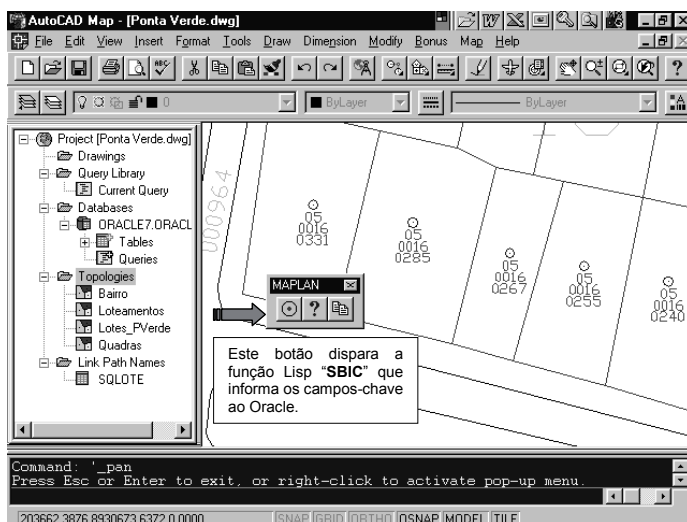 AutoCAD Map - [Ponta Verde.dwg]
File Edit View Insert Format Tools Draw Dimension Modify Bonus Map Help
0 ByLayer ByLayer
Project [Ponta Verde.dwg]
Drawings
Query Library
Current Query
Databases
ORACLE7.ORACL
Tables
Queries
Topologies
Bairro
Loteamentos
Lotes_PVerde
Quadras
Link Path Names
SQLOTE
000964
05
0016
0331
05
0016
0285
05
0016
0267
05
0016
0255
05
0016
0240
MAPLAN
Este botão dispara a
função Lisp “SBIC” que
informa os campos-chave
ao Oracle.
Command: '_pan
Press Esc or Enter to exit, or right-click to activate pop-up menu.
203662.3876,8930673.6372,0.0000 SNAP GRID ORTHO OSNAP MODEL TILE